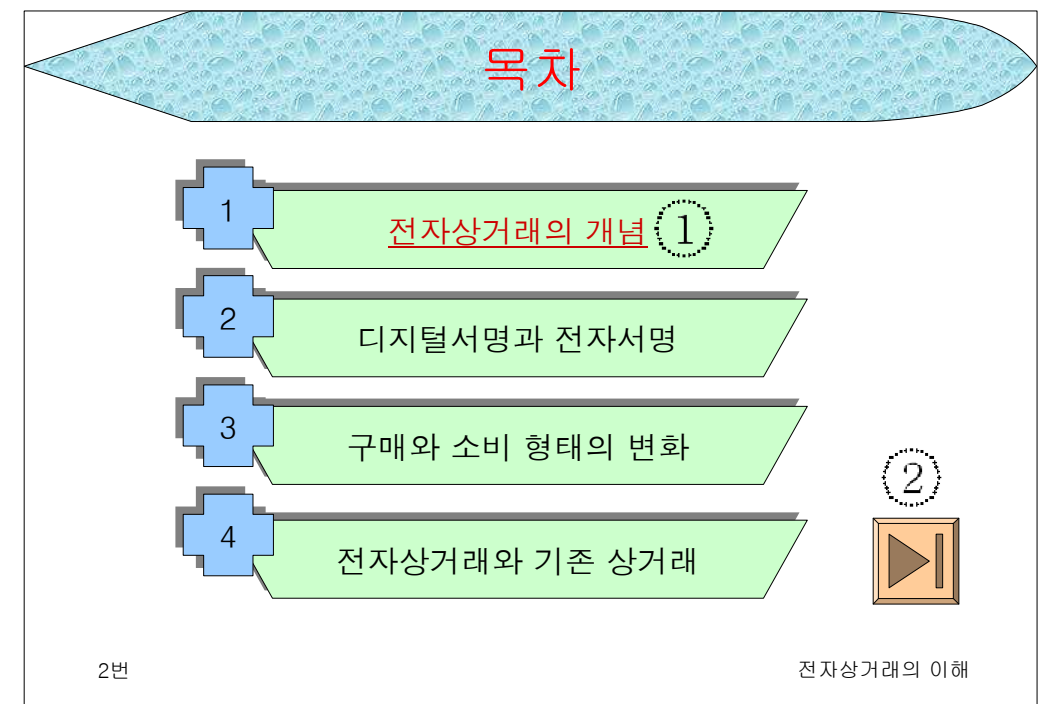 목차
1
전자상거래의 개념 ①
2
디지털서명과 전자서명
3
구매와 소비 형태의 변화
②
4
전자상거래와 기존 상거래
2번
전자상거래의 이해